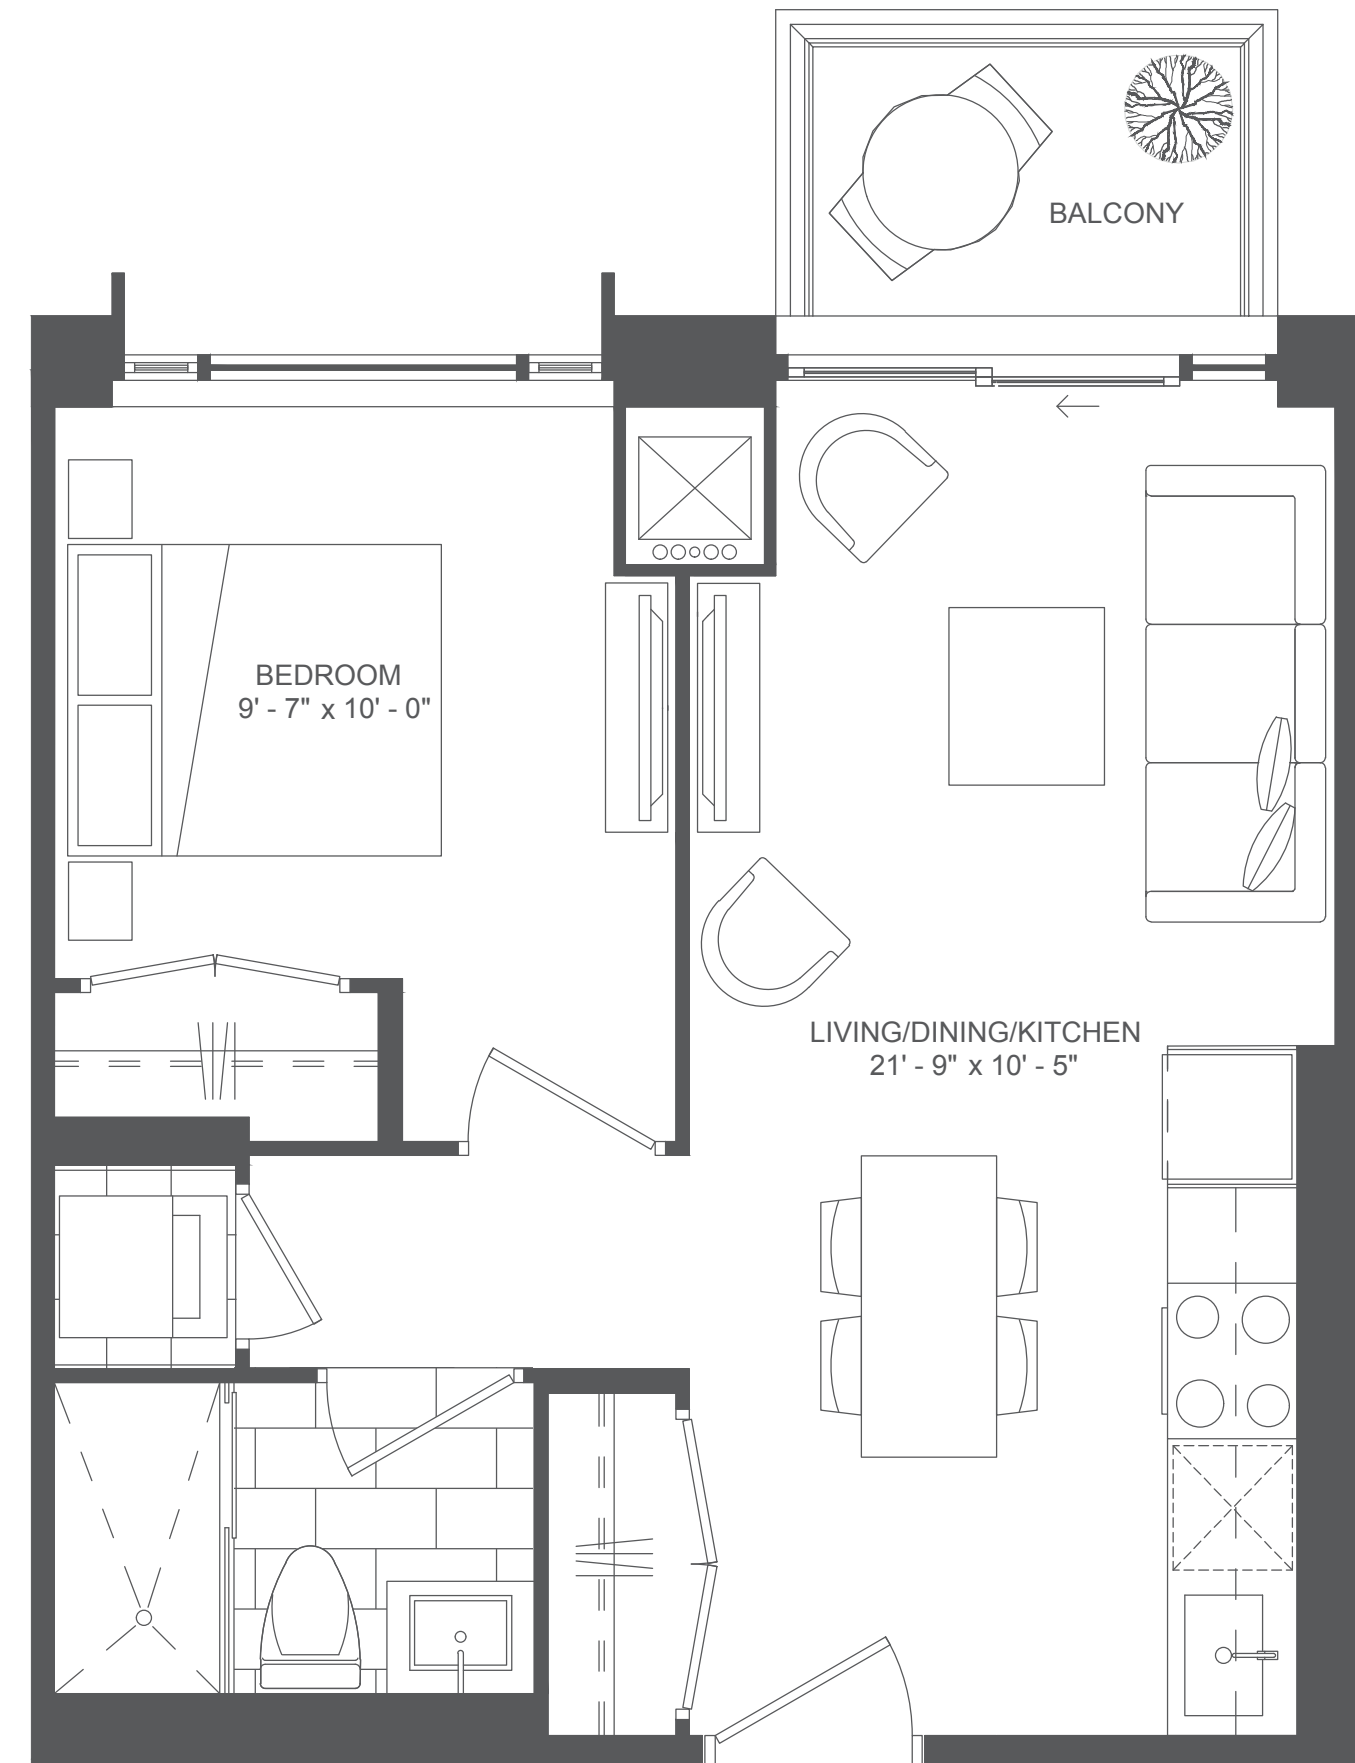 BALCONY
BEDROOM
9' - 7" x 10' - 0"
LIVING/DINING/KITCHEN
21' - 9" x 10' - 5"